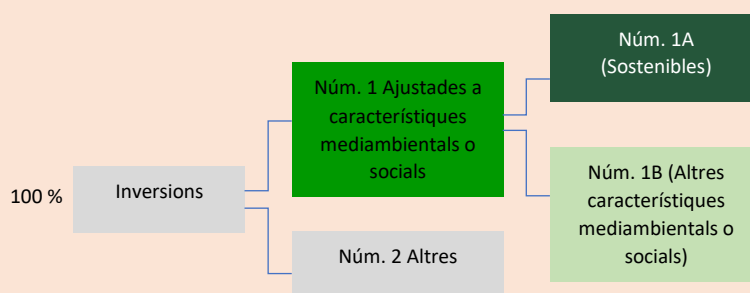 100 %
Inversions
Núm. 1 Ajustades a
característiques
mediambientals o
socials
Núm. 2 Altres
Núm. 1A
(Sostenibles)
Núm. 1B (Altres
característiques
mediambientals o
socials)